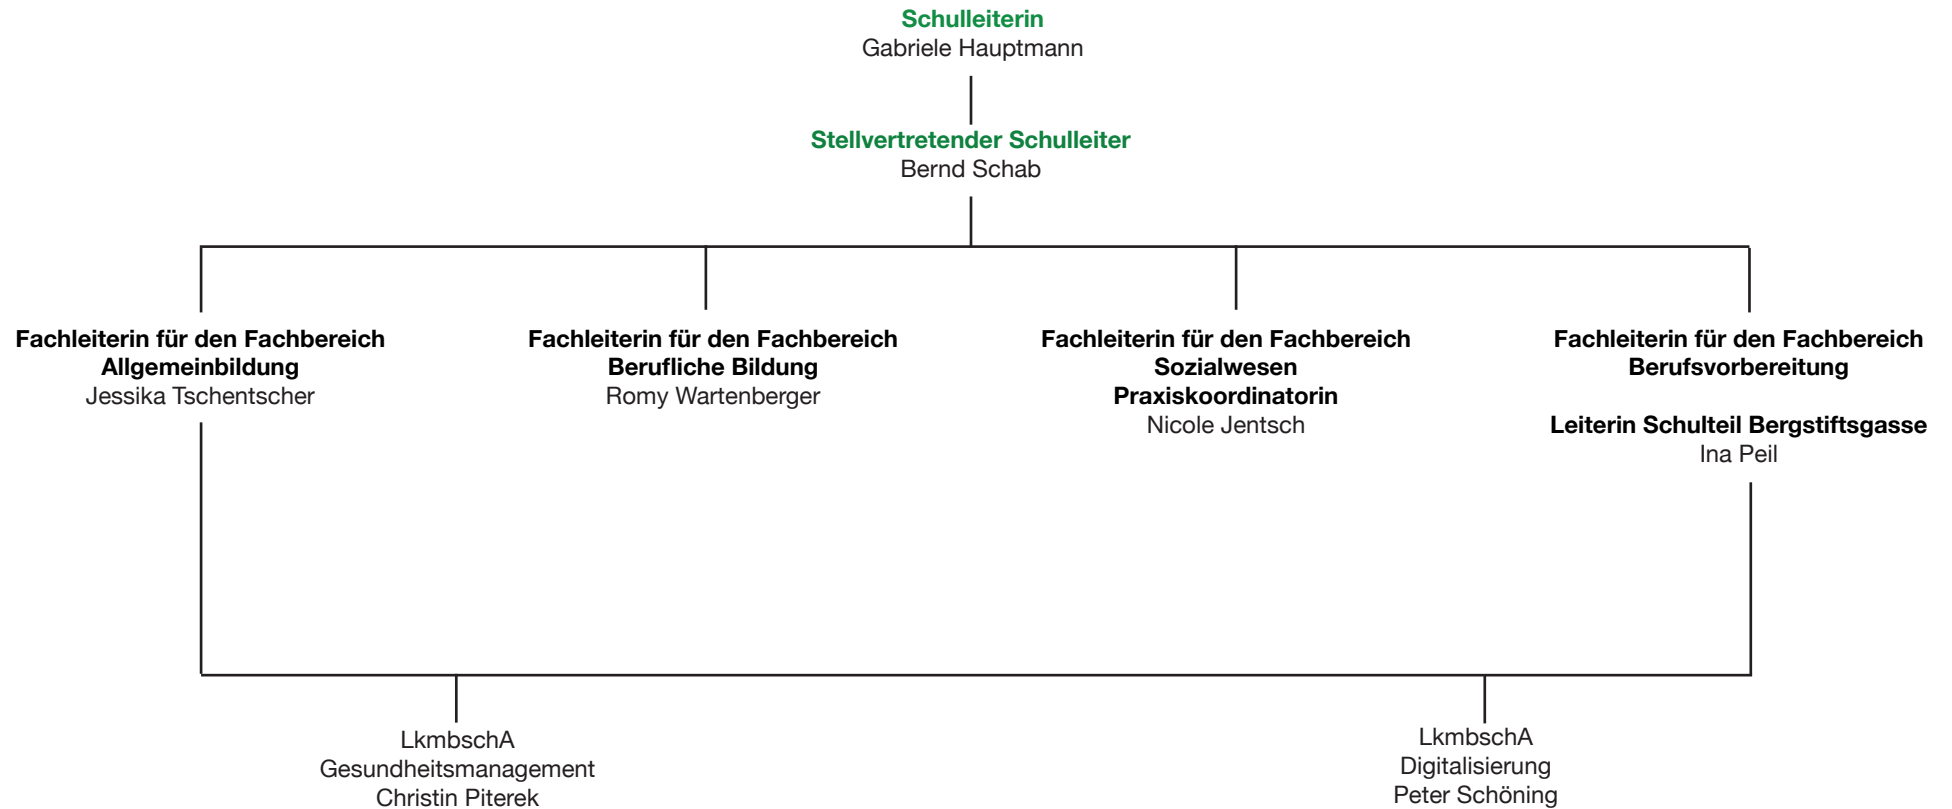 Schulleiterin
Gabriele Hauptmann
Stellvertretender Schulleiter
Bernd Schab
Fachleiterin für den Fachbereich
Allgemeinbildung
Jessika Tschentscher
Fachleiterin für den Fachbereich
Berufliche Bildung
Romy Wartenberger
Fachleiterin für den Fachbereich
Sozialwesen
Praxiskoordinatorin
Nicole Jentsch
Fachleiterin für den Fachbereich
Berufsvorbereitung
Leiterin Schulteil Bergstiftsgasse
Ina Peil
LkmbschA
Gesundheitsmanagement
Christin Piterek
LkmbschA
Digitalisierung
Peter Schöning